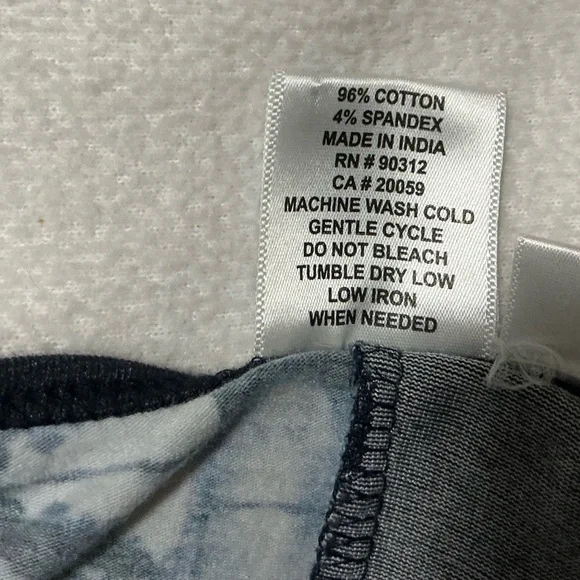 96% COTTON
4% SPANDEX
MADE IN INDIA
RN # 90312
CA # 20059
MACHINE WASH COLD
GENTLE CYCLE
DO NOT BLEACH
TUMBLE DRY LOW
LOW IRON
WHEN NEEDED